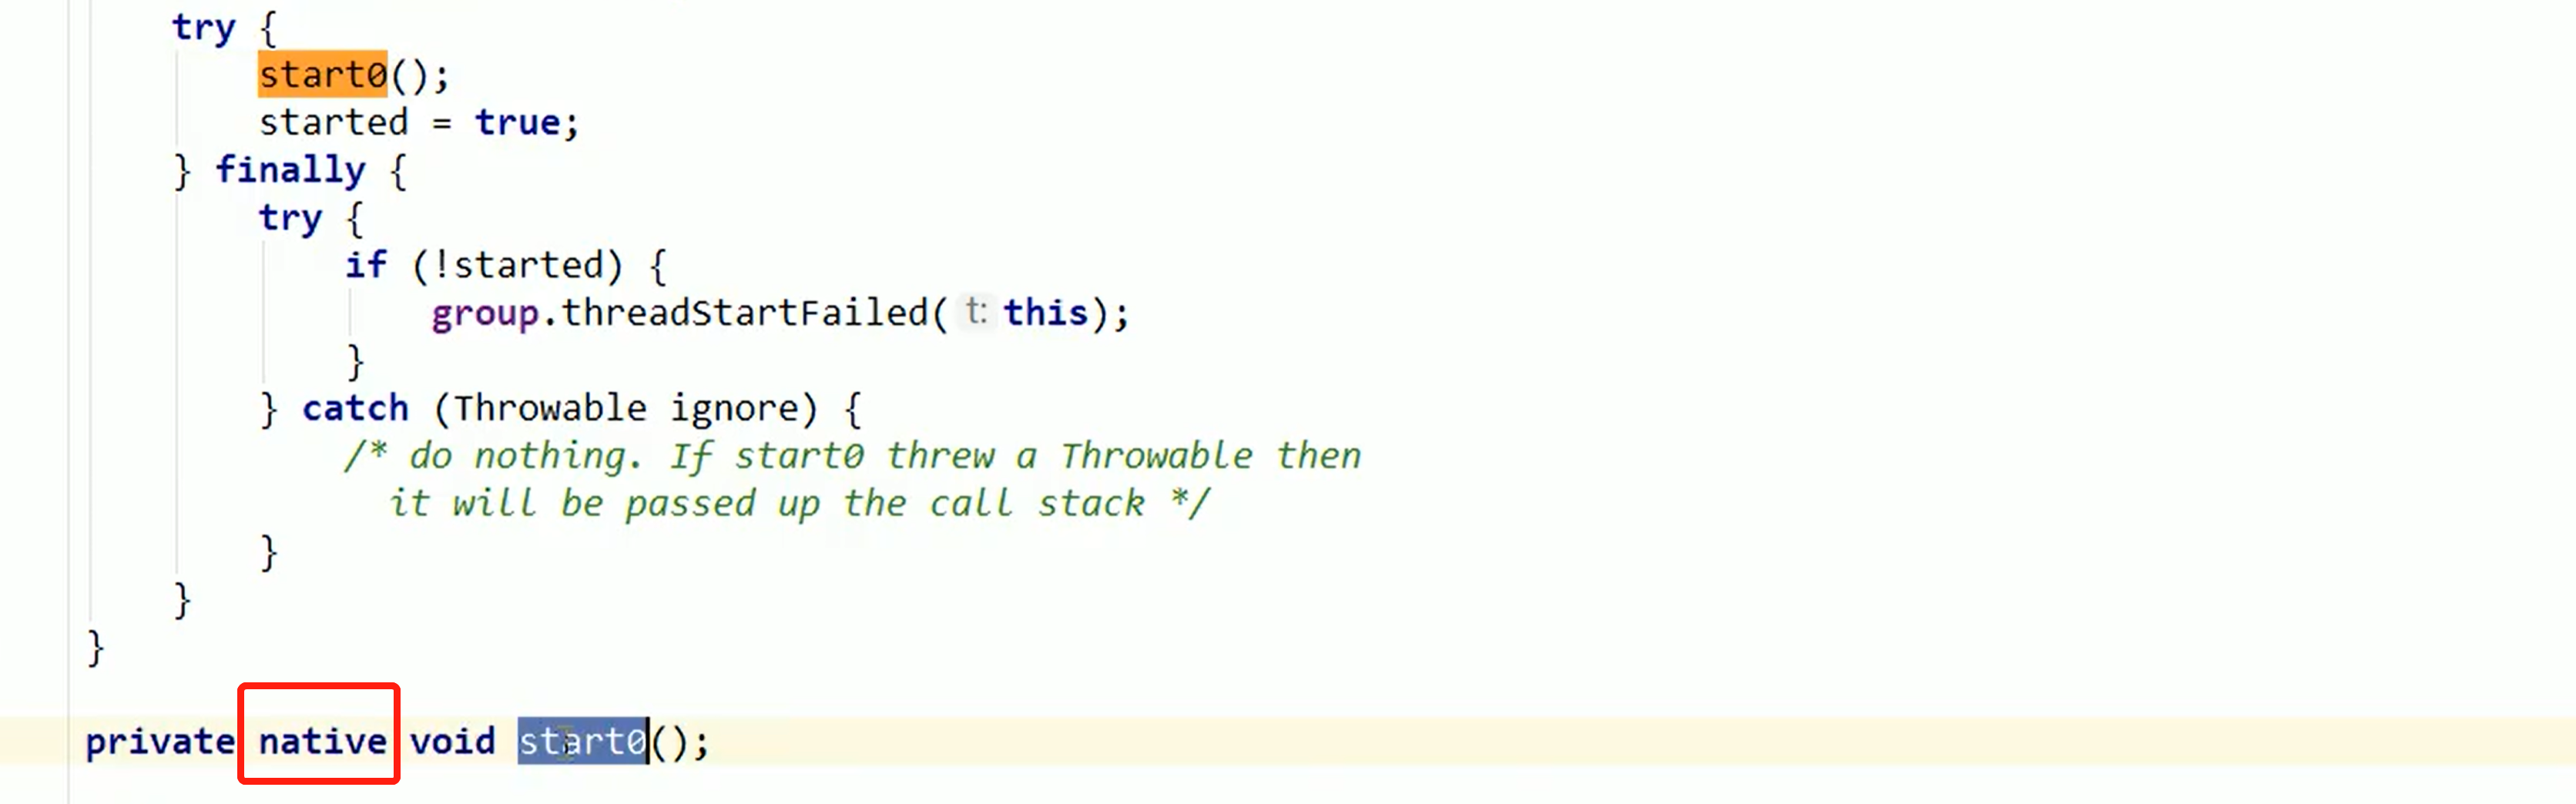 try {
start0();
started = true;
} finally {
try {
if (!started) {
group.threadStartFailed( t: this);
}
} catch (Throwable ignore) {
/* do nothing. If start0 threw a Throwable then
it will be passed up the call stack */
}
}
}
private native void start0();